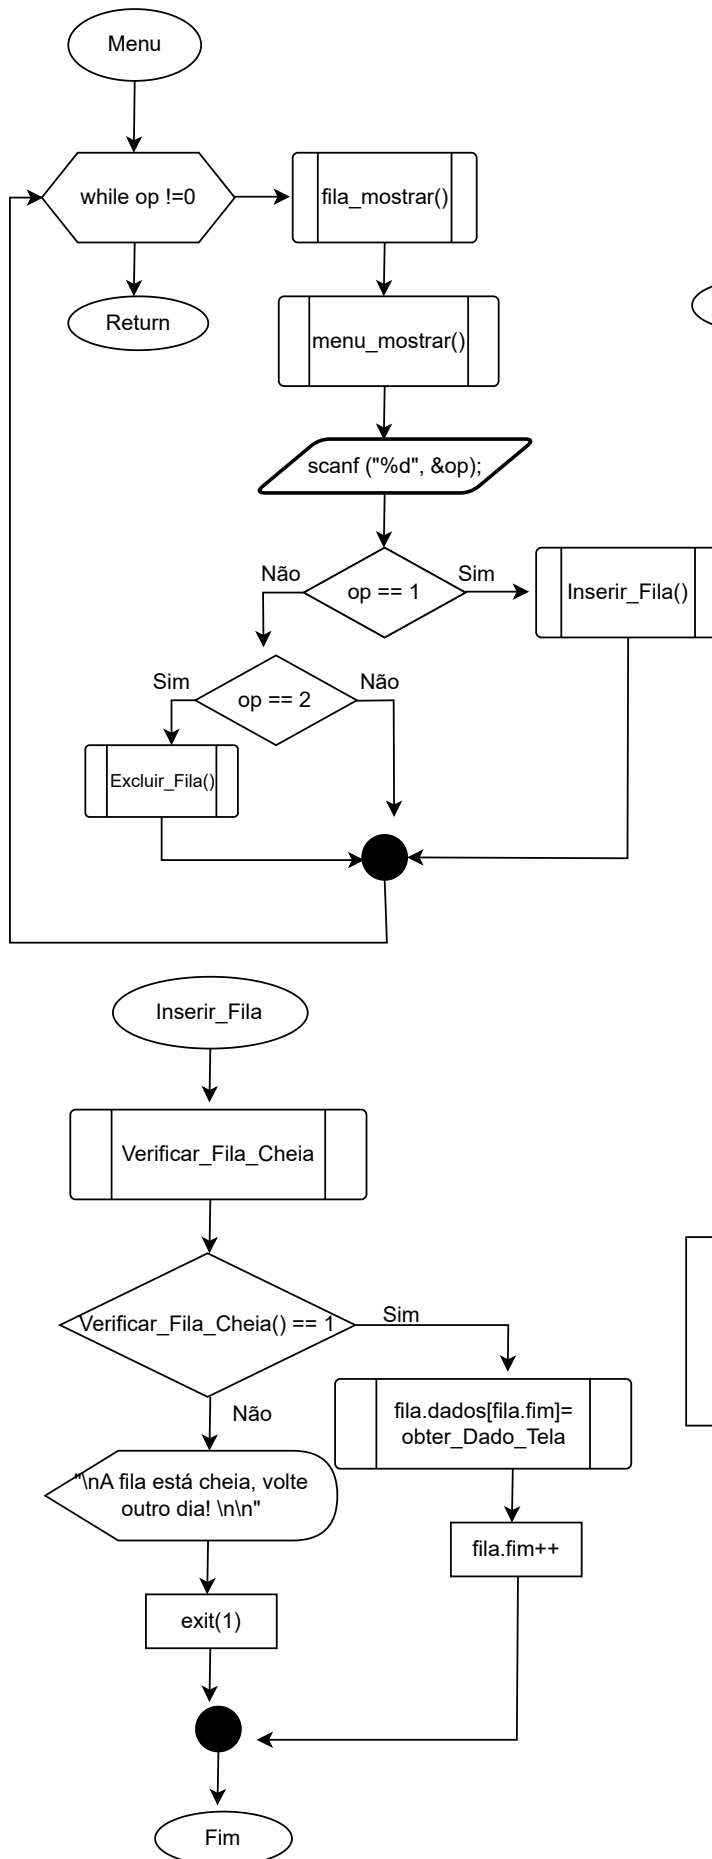 Menu
while op !=0
fila_mostrar()
Return
menu_mostrar()
scanf ("%d", &op);
Não
op == 1
Sim
Inserir_Fila()
Sim
op == 2
Não
Excluir_Fila()
Inserir_Fila
Verificar_Fila_Cheia
Verificar_Fila_Cheia() == 1
Sim
Não
fila.dados[fila.fim]=
obter_Dado_Tela
"\nA fila está cheia, volte
outro dia! \n\n"
fila.fim++
exit(1)
Fim